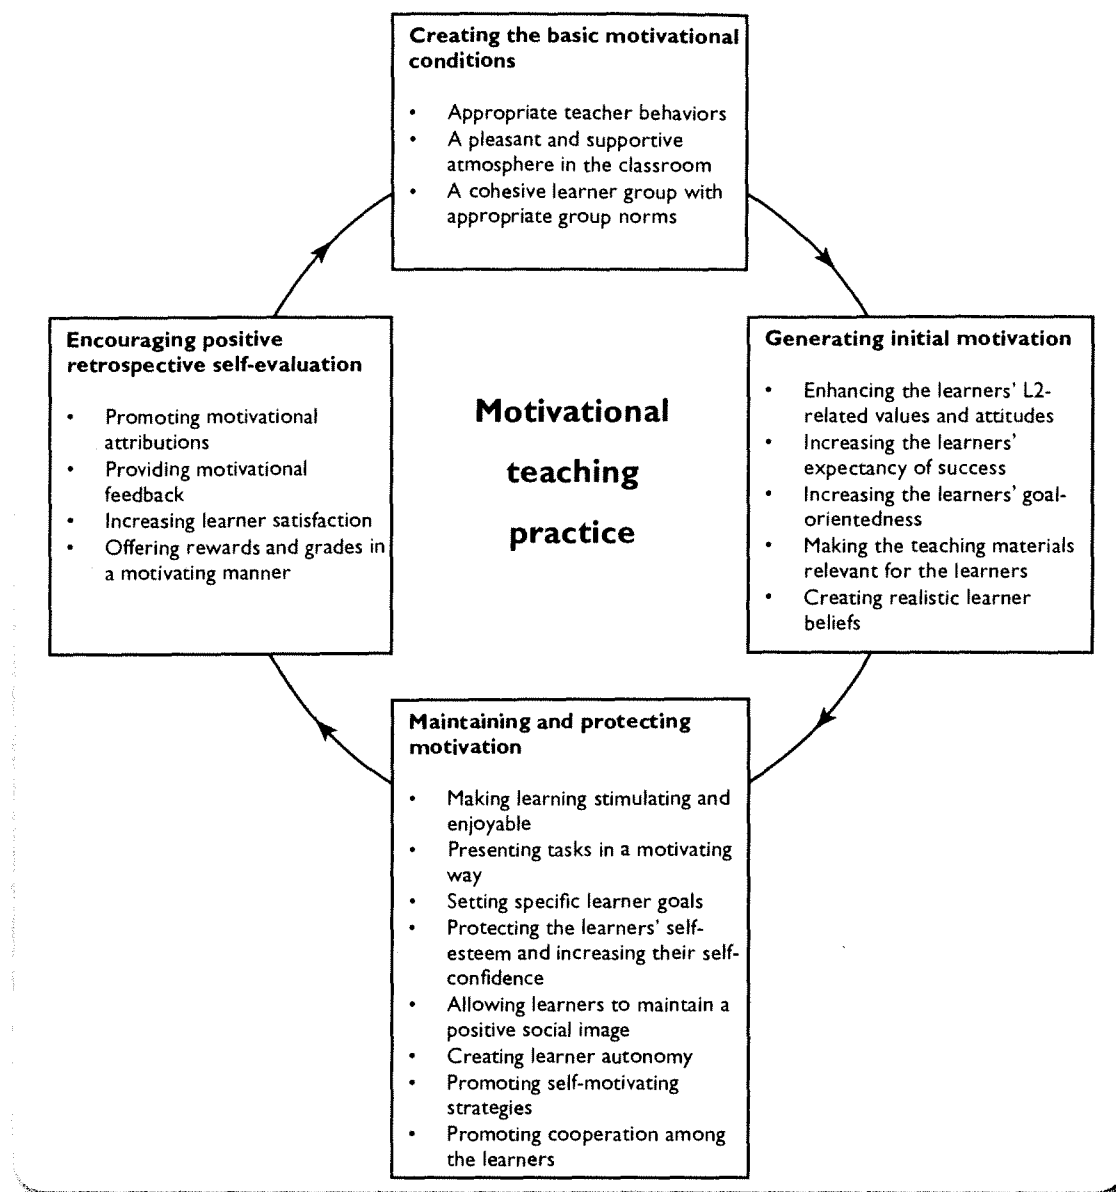 Creating the basic motivational
conditions
• Appropriate teacher behaviors
• A pleasant and supportive
atmosphere in the classroom
• A cohesive learner group with
appropriate group norms
Encouraging positive
retrospective self-evaluation
• Promoting motivational
attributions
• Providing motivational
feedback
• Increasing learner satisfaction
• Offering rewards and grades in
a motivating manner
Motivational
teaching
practice
Generating initial motivation
• Enhancing the learners' L2-
related values and attitudes
• Increasing the learners'
expectancy of success
• Increasing the learners' goal-
orientedness
• Making the teaching materials
relevant for the learners
• Creating realistic learner
beliefs
Maintaining and protecting
motivation
• Making learning stimulating and
enjoyable
• Presenting tasks in a motivating
way
• Setting specific learner goals
• Protecting the learners' self-
esteem and increasing their self-
confidence
• Allowing learners to maintain a
positive social image
• Creating learner autonomy
• Promoting self-motivating
strategies
• Promoting cooperation among
the learners